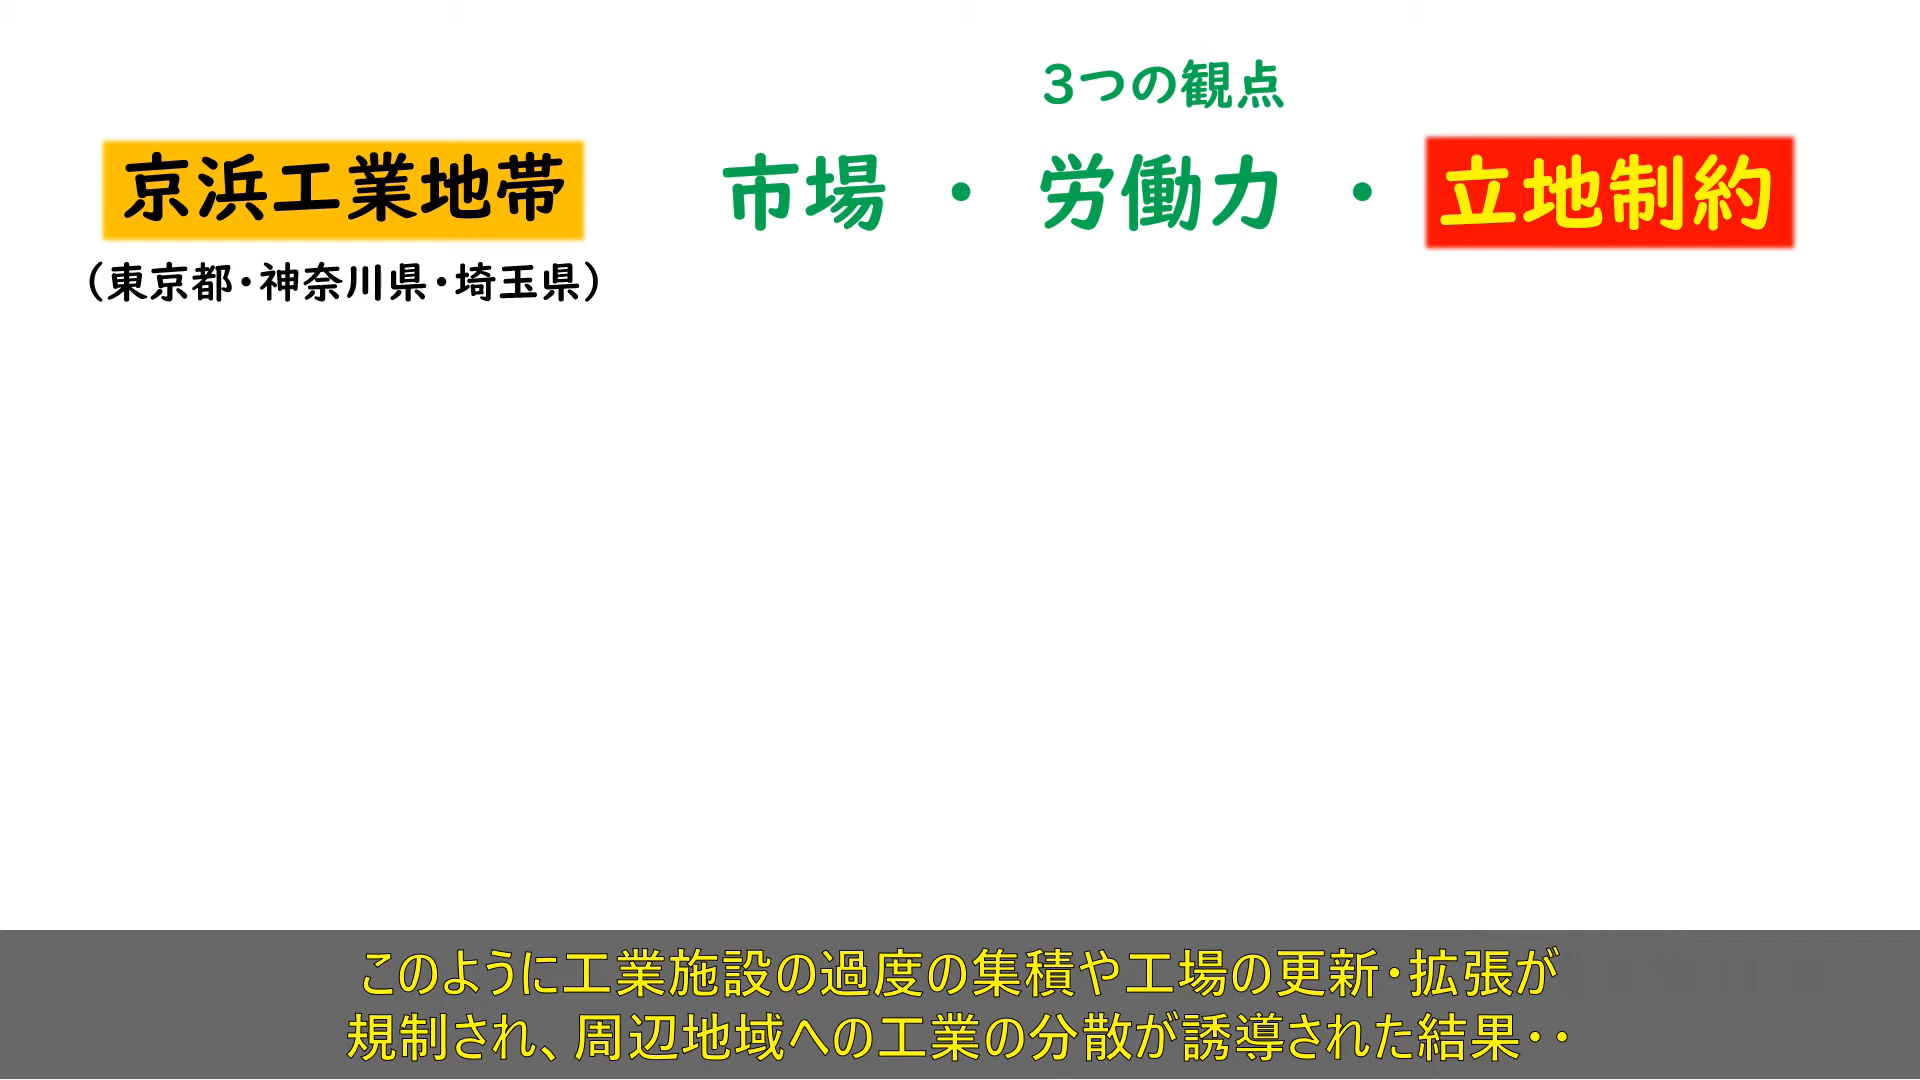 3つの観点
京浜工業地帯
市場 ・ 労働力 ・ 立地制約
（東京都・神奈川県・埼玉県）
このように工業施設の過度の集積や工場の更新・拡張が
規制され、周辺地域への工業の分散が誘導された結果・・